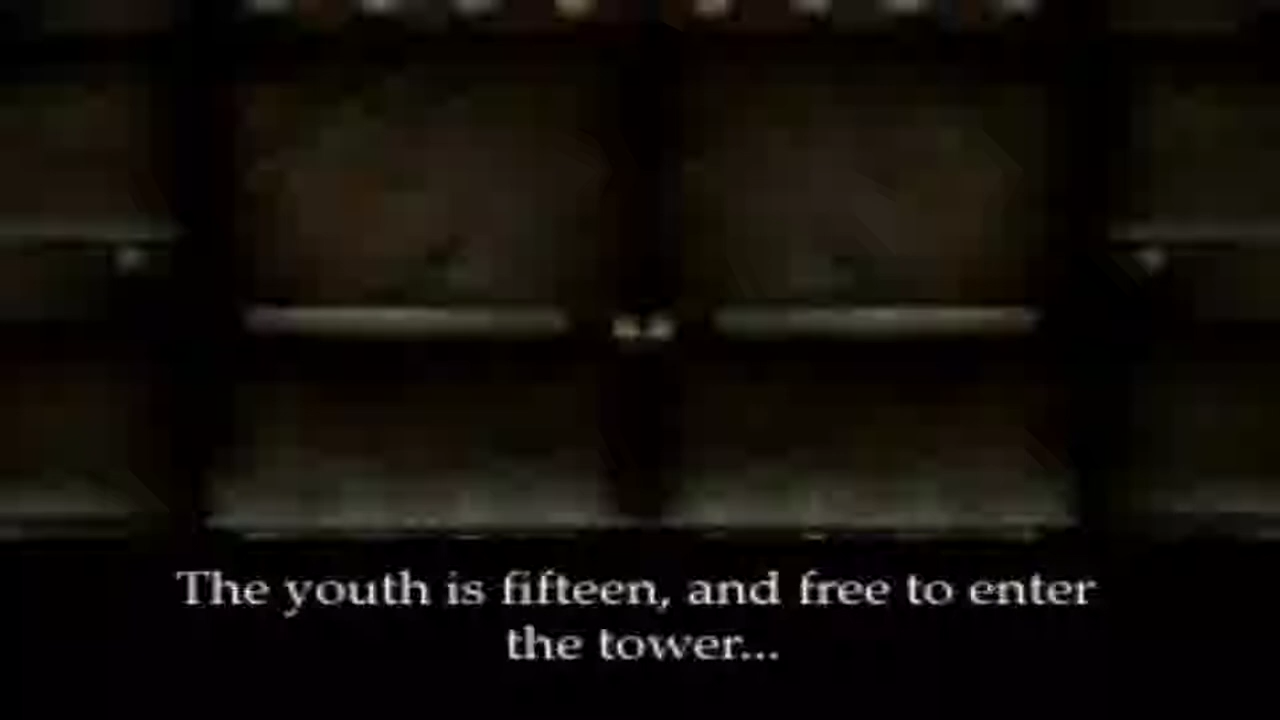 The youth is fifteen, and free to enter
the tower...